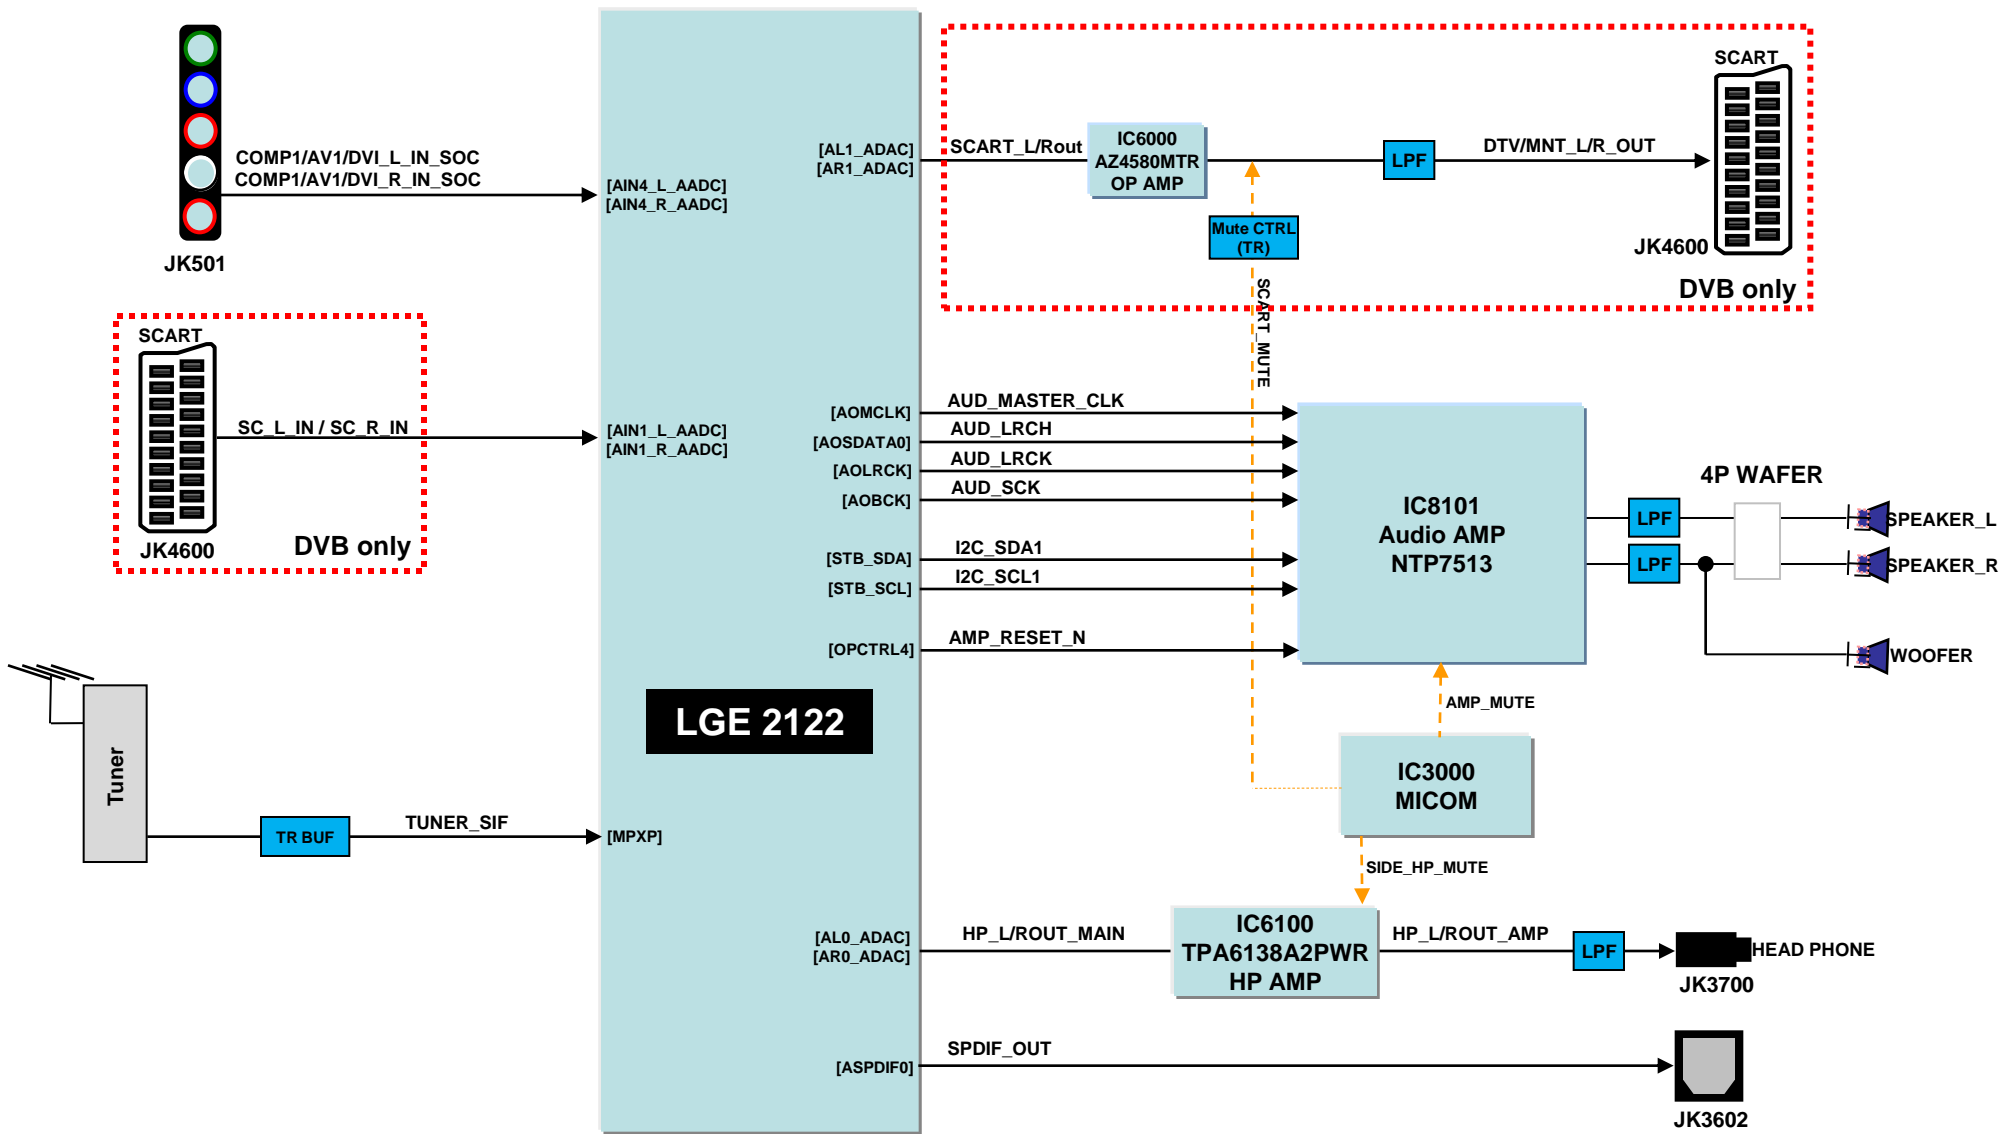 JK501
COMP1/AV1/DVI_L_IN_SOC
COMP1/AV1/DVI_R_IN_SOC
[AIN4_L_AADC]
[AIN4_R_AADC]
SCART
JK4600
SC_L_IN / SC_R_IN
DVB only
[AIN1_L_AADC]
[AIN1_R_AADC]
Tuner
TR BUF
TUNER_SIF
[MPXP]
LGE 2122
[AL1_ADAC]
[AR1_ADAC]
SCART_L/Rout
IC6000
AZ4580MTR
OP AMP
Mute CTRL
(TR)
SCART_MUTE
LPF
DTV/MNT_L/R_OUT
SCART
JK4600
DVB only
[AOMCLK]
AUD_MASTER_CLK
[AOSDATA0]
AUD_LRCH
[AOLRCK]
AUD_LRCK
[AOBCK]
AUD_SCK
[STB_SDA]
I2C_SDA1
[STB_SCL]
I2C_SCL1
[OPCTRL4]
AMP_RESET_N
IC8101
Audio AMP
NTP7513
LPF
LPF
4P WAFER
SPEAKER_L
SPEAKER_R
WOOFER
AMP_MUTE
IC3000
MICOM
SIDE_HP_MUTE
[AL0_ADAC]
[AR0_ADAC]
HP_L/ROUT_MAIN
IC6100
TPA6138A2PWR
HP AMP
HP_L/ROUT_AMP
LPF
HEAD PHONE
JK3700
[ASPDIF0]
SPDIF_OUT
JK3602